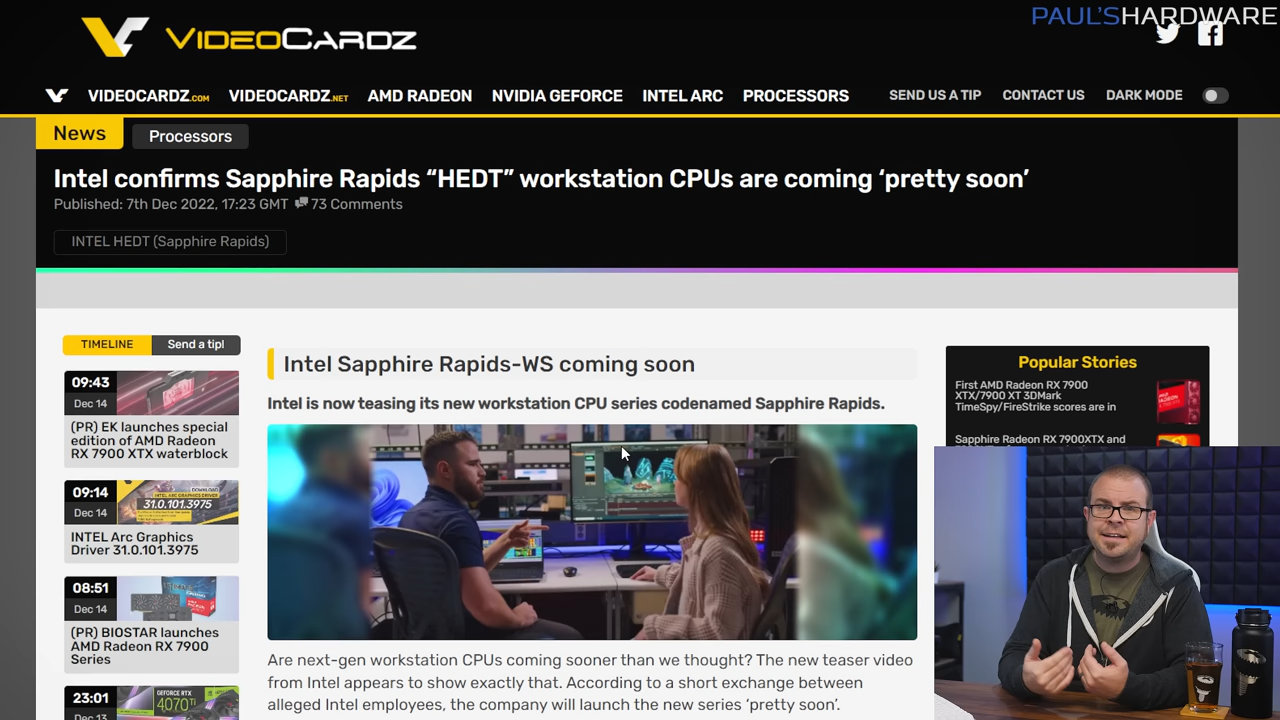 PAUL'SHARDWARE
VIDEOCARDZ
VIDEOCARDZ.COM VIDEOCARDZ.NET AMD RADEON NVIDIA GEFORCE INTEL ARC PROCESSORS SEND US A TIP CONTACT US DARK MODE
News Processors
Intel confirms Sapphire Rapids “HEDT” workstation CPUs are coming ‘pretty soon’
Published: 7th Dec 2022, 17:23 GMT 73 Comments
INTEL HEDT (Sapphire Rapids)
TIMELINE Send a tip!
09:43
Dec 14
(PR) EK launches special
edition of AMD Radeon
RX 7900 XTX waterblock
09:14
Dec 14
DOWNLOAD
INTEL ARC GRAPHICS DRIVER
31.0.101.3975
INTEL Arc Graphics
Driver 31.0.101.3975
08:51
Dec 14
(PR) BIOSTAR launches
AMD Radeon RX 7900
Series
23:01
Dec 13
GEFORCE RTX
4070TI
Intel Sapphire Rapids-WS coming soon
Intel is now teasing its new workstation CPU series codenamed Sapphire Rapids.
Are next-gen workstation CPUs coming sooner than we thought? The new teaser video
from Intel appears to show exactly that. According to a short exchange between
alleged Intel employees, the company will launch the new series ‘pretty soon’.
Popular Stories
First AMD Radeon RX 7900
XTX/7900 XT 3DMark
TimeSpy/FireStrike scores are in
Sapphire Radeon RX 7900XTX and